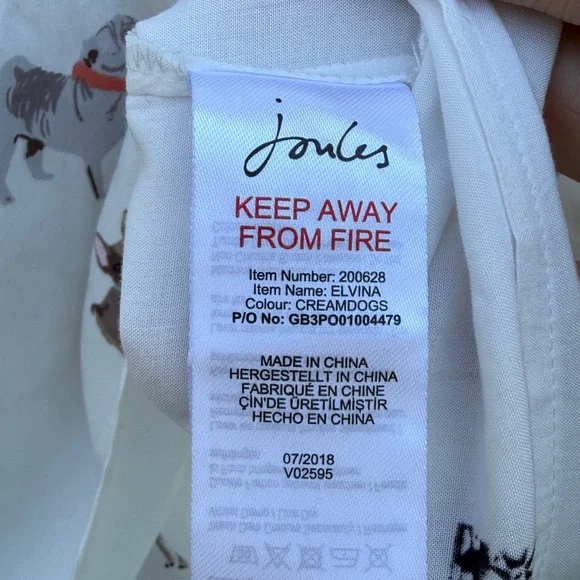 Joules
KEEP AWAY
FROM FIRE
Item Number: 200628
Item Name: ELVINA
Colour: CREAMDOGS
P/O No: GB3PO01004479
MADE IN CHINA
HERGESTELLT IN CHINA
FABRIQUÉ EN CHINE
ÇİN'DE ÜRETİLMİŞTİR
HECHO EN CHINA
07/2018
V02595